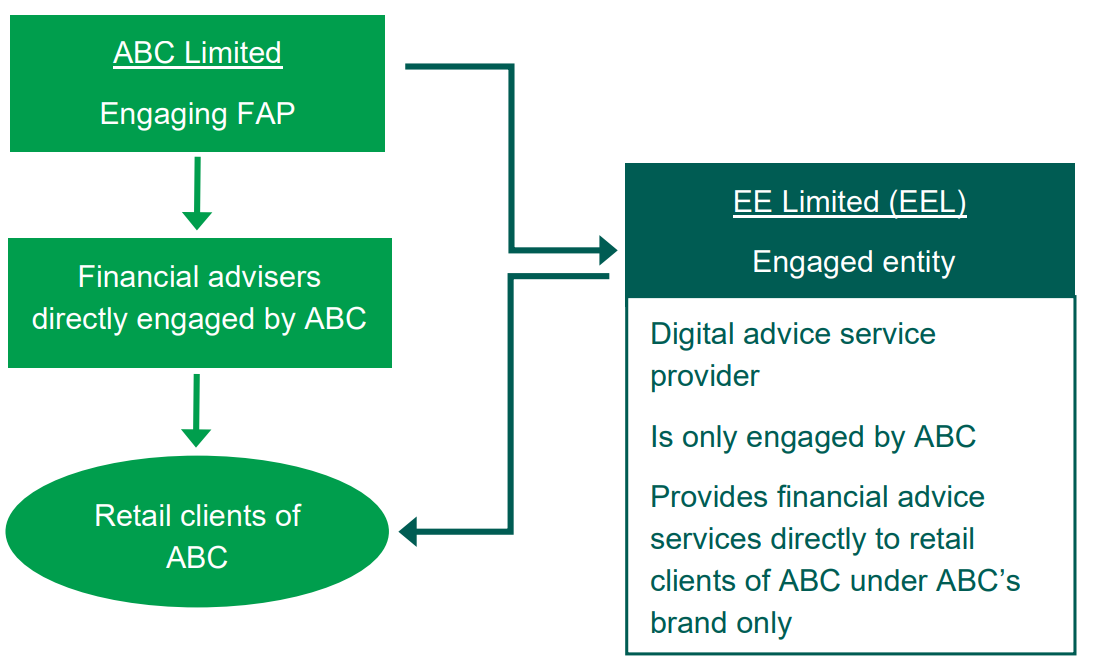 ABC Limited
Engaging FAP
Financial advisers
directly engaged by ABC
Retail clients of
ABC
EE Limited (EEL)
Engaged entity
Digital advice service
provider
Is only engaged by ABC
Provides financial advice
services directly to retail
clients of ABC under ABC’s
brand only